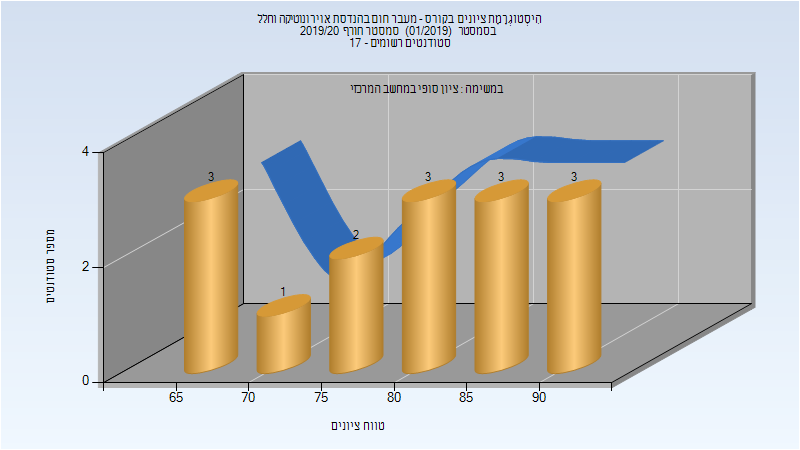 היסטוגרמת ציונים בקורס - מעבר חום בהנדסת אוירונוטיקה וחלל
בסמסטר (01/2019) סמסטר חורף 2019/20
סטודנטים רשומים - 17
במשימה : ציון סופי במחשב המרכזי
4
2
0
מספר סטודנטים
3
1
2
3
3
3
65
70
75
80
85
90
טווח ציונים